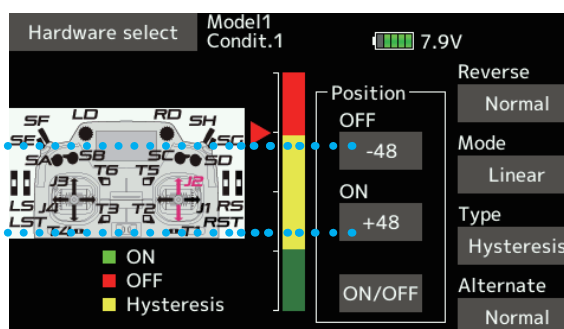 Hardware select
Model1
Condit.1
7.9V
LD RD
SF SH
SE SG
SA SB SC SD
T6 T5
J3 J2
LS J4 T3 T2 J1 RS
LST RST
T4 T1
ON
OFF
Hysteresis
Position
OFF
-48
ON
+48
ON/OFF
Reverse
Normal
Mode
Linear
Type
Hysteresis
Alternate
Normal